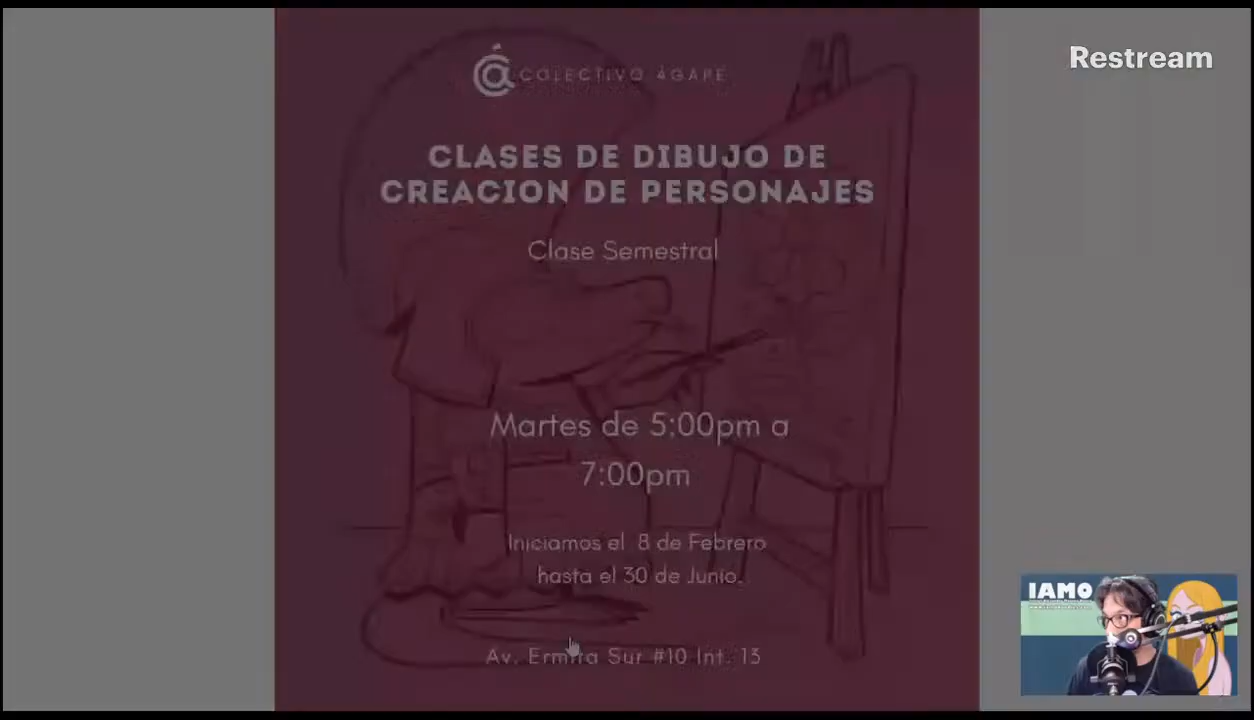 Restream
COLECTIVO ÁGAPE
CLASES DE DIBUJO DE
CREACION DE PERSONAJES
Clase Semestral
Martes de 5:00pm a
7:00pm
Iniciamos el 8 de Febrero
hasta el 30 de Junio.
Av. Ermita Sur #10 Int. 13
IAMO